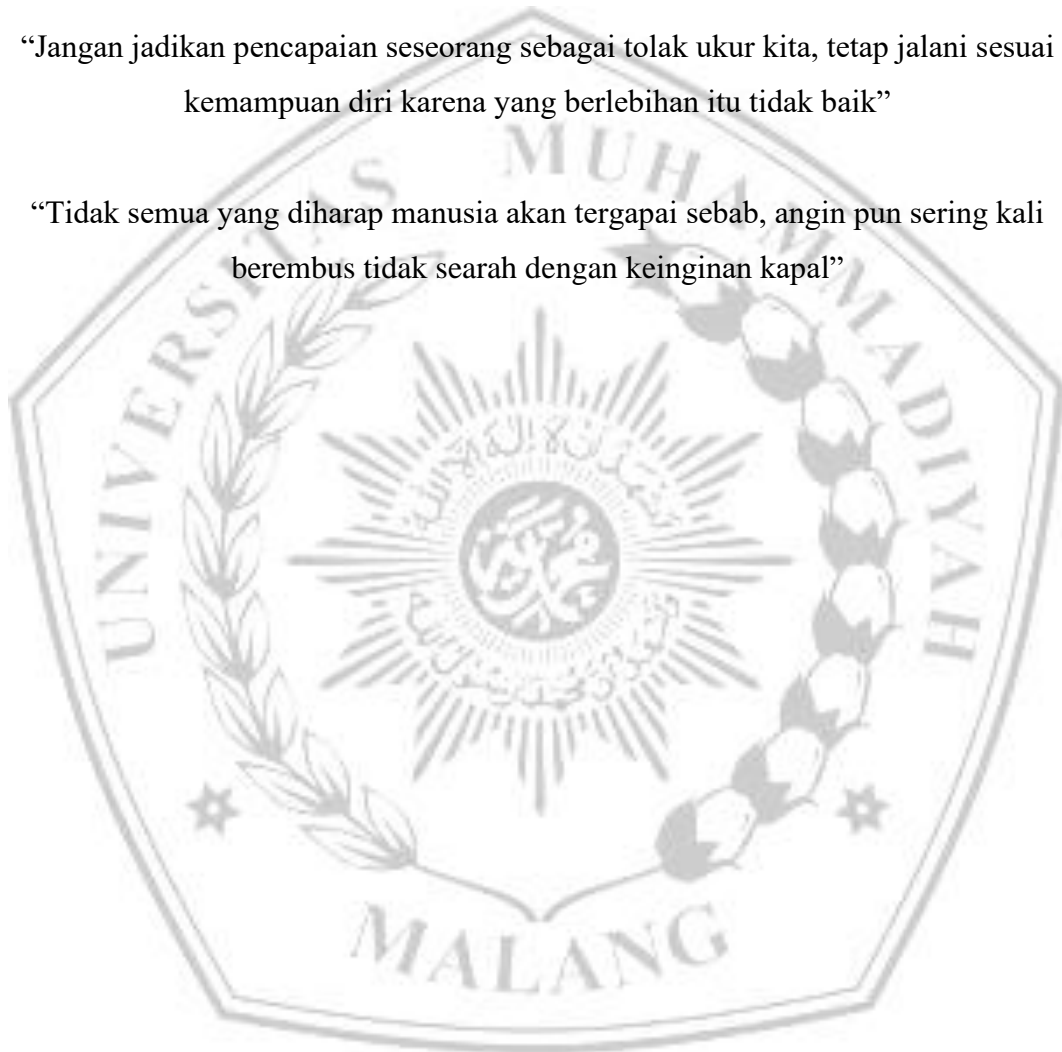 “Jangan jadikan pencapaian seseorang sebagai tolak ukur kita, tetap jalani sesuai
kemampuan diri karena yang berlebihan itu tidak baik”
“Tidak semua yang diharap manusia akan tergapai sebab, angin pun sering kali
berembus tidak searah dengan keinginan kapal”
UNIVERSITAS MUHAMMADIYAH
MALANG